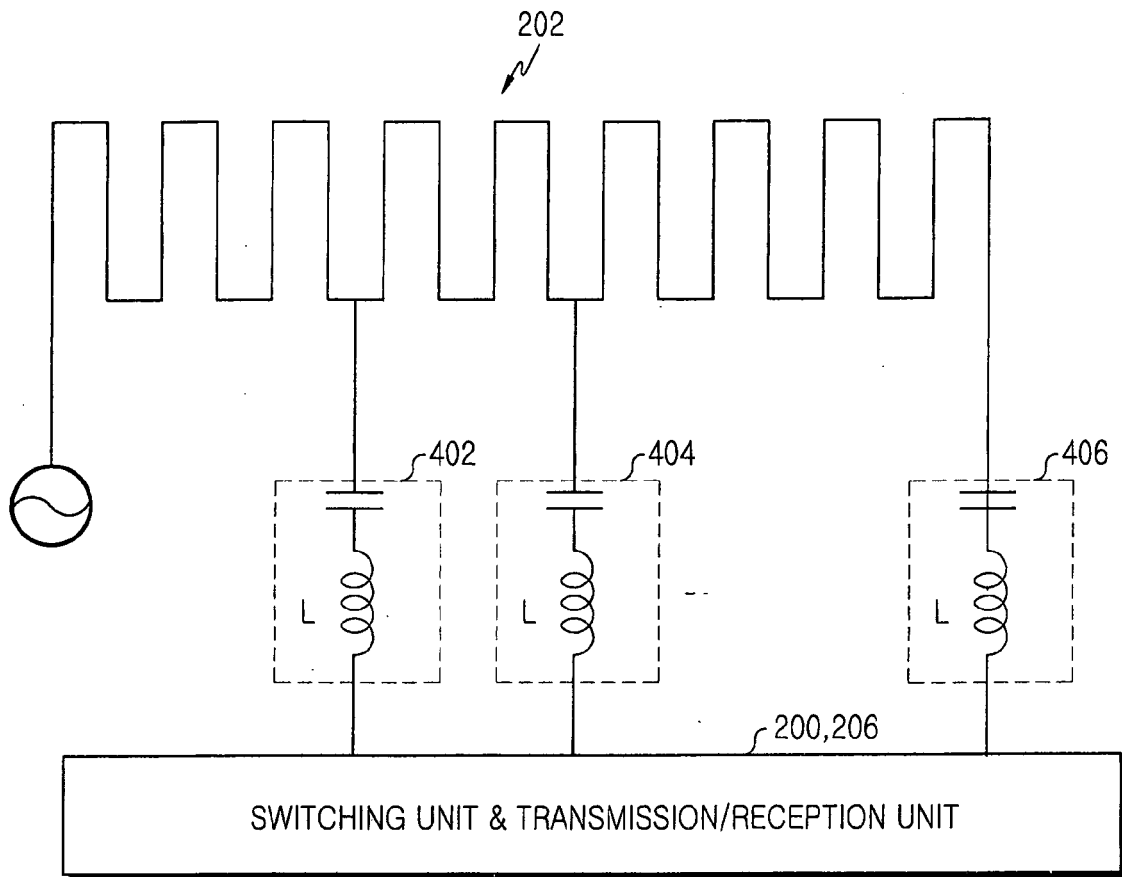 202
402
404
406
L
L
L
200,206
SWITCHING UNIT & TRANSMISSION/RECEPTION UNIT